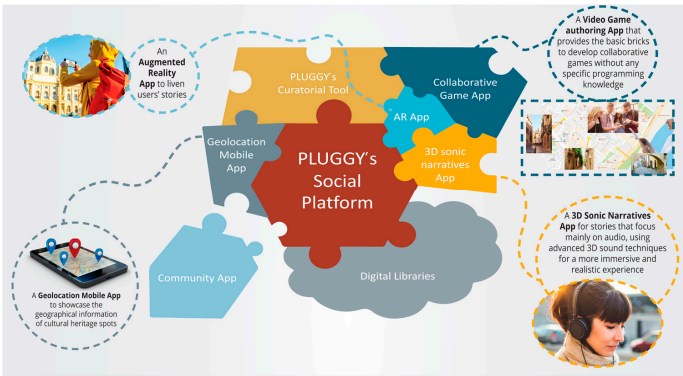 An
Augmented
Reality
App to liven
users' stories
A Video Game
authoring App that
provides the basic bricks
to develop collaborative
games without any
specific programming
knowledge
PLUGGY's
Curatorial Tool
Collaborative
Game App
AR App
Geolocation
Mobile
App
3D sonic
narratives
App
PLUGGY's
Social
Platform
A 3D Sonic Narratives
App for stories that focus
mainly on audio, using
advanced 3D sound techniques
for a more immersive and
realistic experience
Community App
Digital Libraries
A Geolocation Mobile App
to showcase the
geographical information
of cultural heritage spots